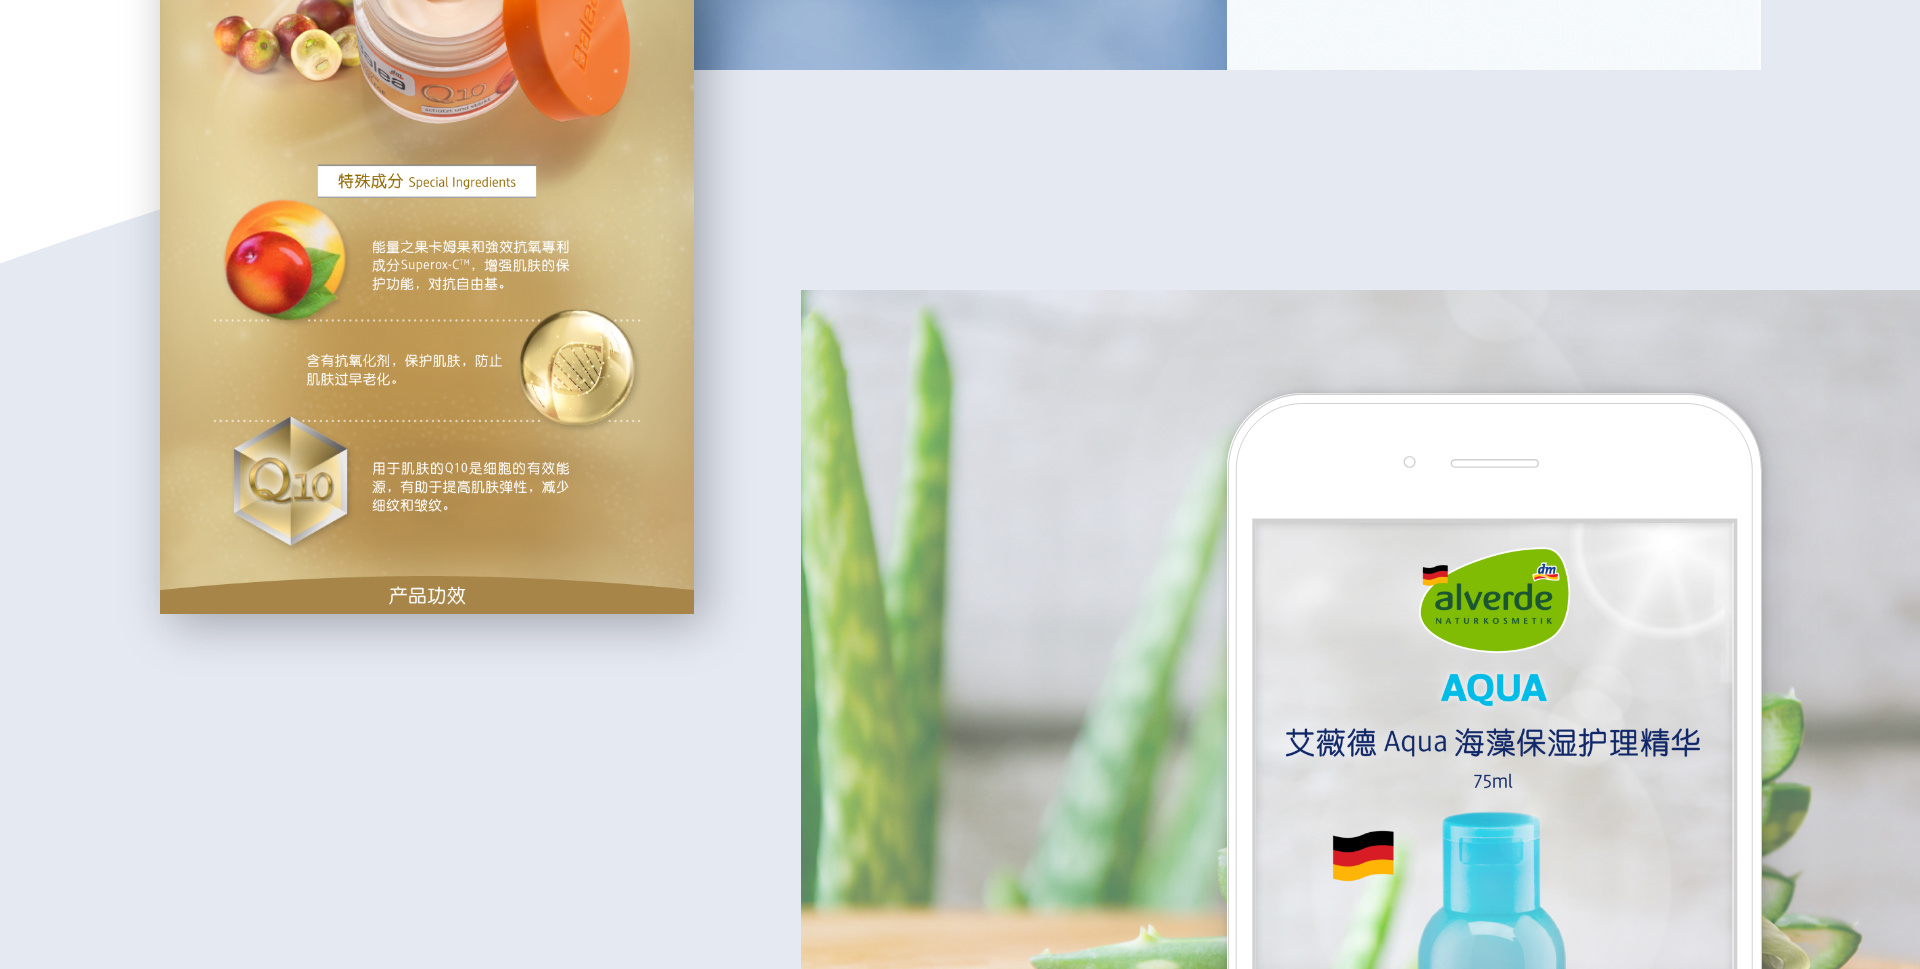 Balea
dm
Balea
Q10
schützt und stärkt
特殊成分 Special Ingredients
能量之果卡姆果和強效抗氧專利
成分Superox-C™，增强肌肤的保
护功能，对抗自由基。
含有抗氧化剂，保护肌肤，防止
肌肤过早老化。
Q10
用于肌肤的Q10是细胞的有效能
源，有助于提高肌肤弹性，减少
细纹和皱纹。
产品功效
dm
alverde
NATURKOSMETIK
AQUA
艾薇德 Aqua 海藻保湿护理精华
75ml